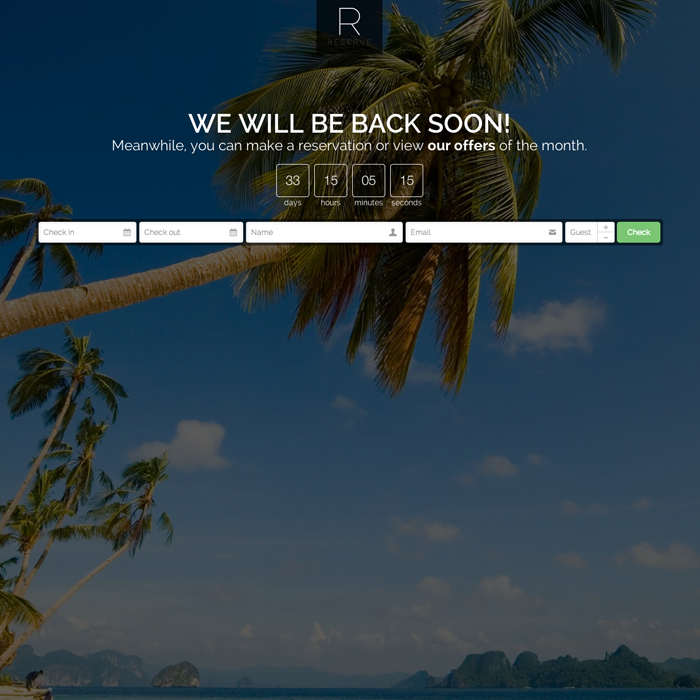 R
RESERVE
WE WILL BE BACK SOON!
Meanwhile, you can make a reservation or view our offers of the month.
33 15 05 15
days hours minutes seconds
Check in Check out Name Email Guest + − Check